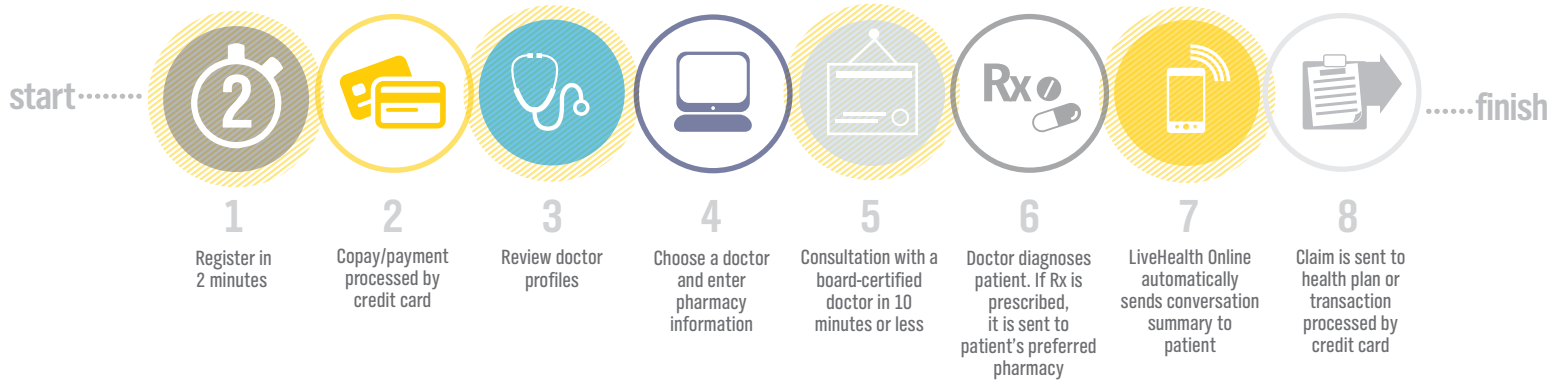 start
2
Rx
finish
1
Register in
2 minutes
2
Copay/payment
processed by
credit card
3
Review doctor
profiles
4
Choose a doctor
and enter
pharmacy
information
5
Consultation with a
board-certified
doctor in 10
minutes or less
6
Doctor diagnoses
patient. If Rx is
prescribed,
it is sent to
patient's preferred
pharmacy
7
LiveHealth Online
automatically
sends conversation
summary to
patient
8
Claim is sent to
health plan or
transaction
processed by
credit card